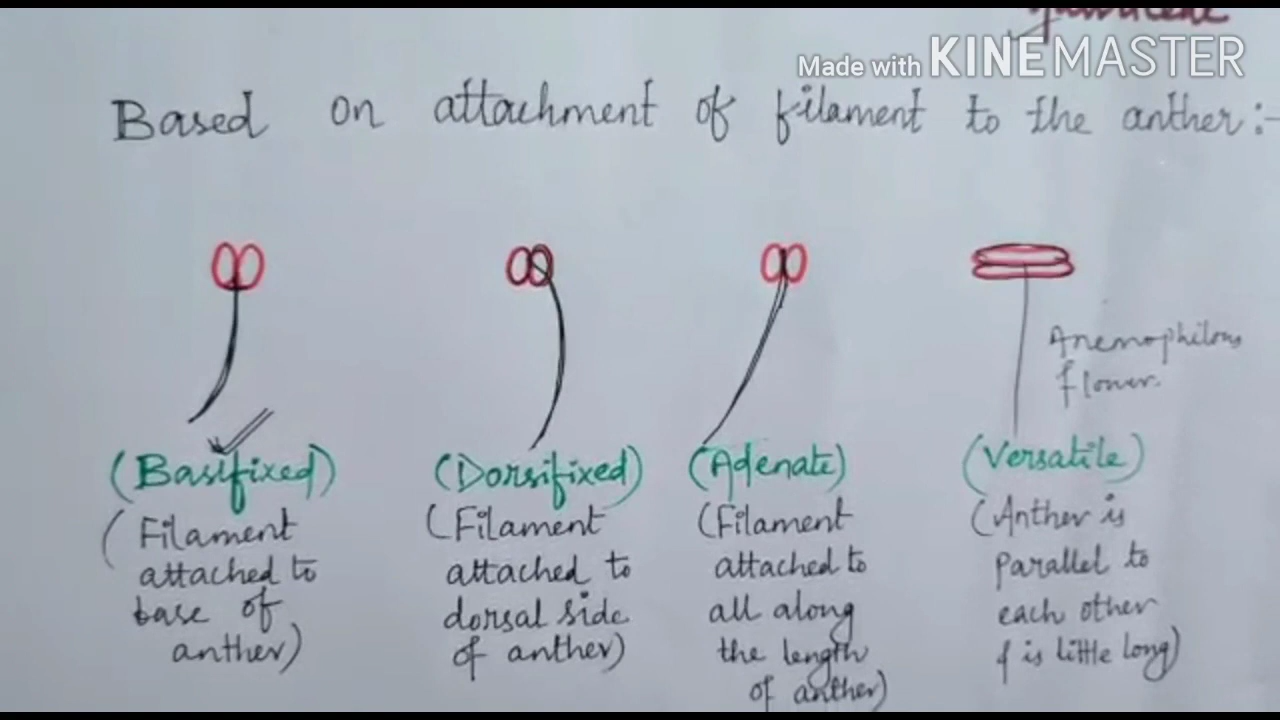 Made with KINEMASTER
Based on attachment of filament to the anther:-
Anemophilous
flower.
(Basifixed)
(Filament
attached to
base of
anther)
(Dorsifixed)
(Filament
attached to
dorsal side
of anther)
(Adenate)
(Filament
attached to
all along
the length
of anther)
(Versatile)
(Anther is
parallel to
each other
& is little long)